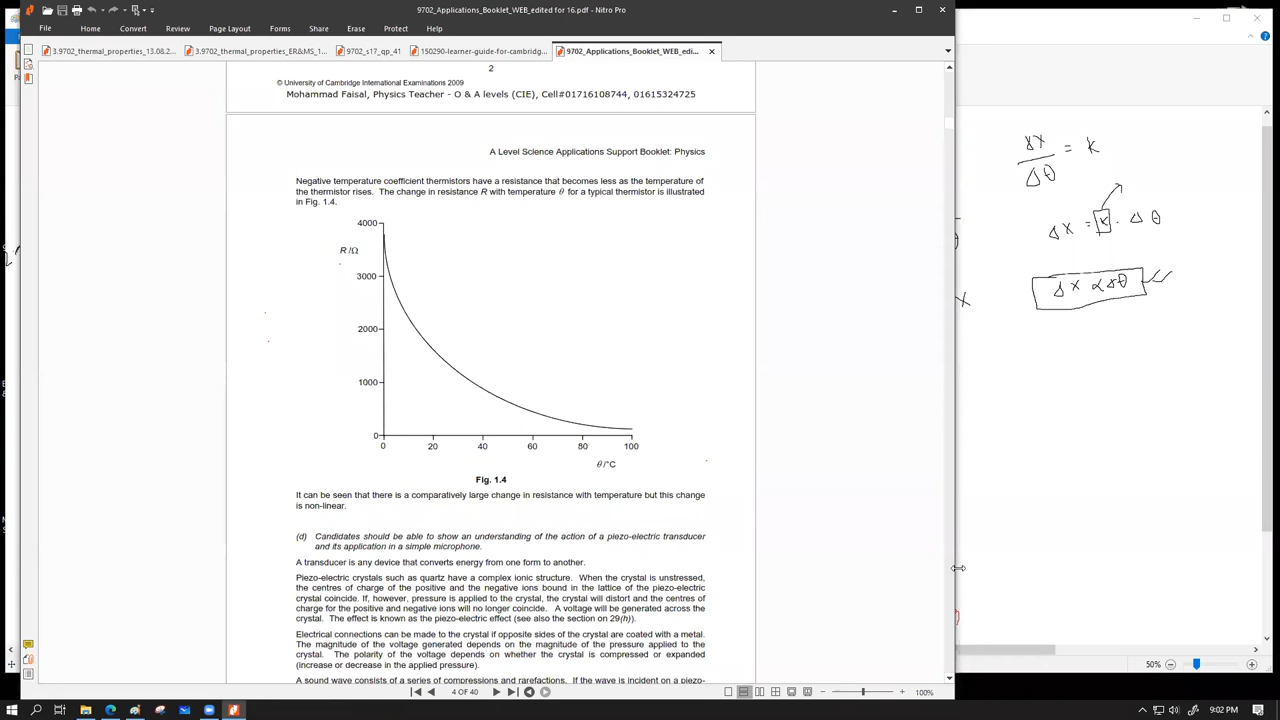 9702_Applications_Booklet_WEB_edited for 16.pdf - Nitro Pro
File Home Convert Review Page Layout Forms Share Erase Protect Help
3.9702_thermal_properties_13.08.2... 3.9702_thermal_properties_ER&MS_1... 9702_s17_qp_41 150290-learner-guide-for-cambridg... 9702_Applications_Booklet_WEB_edi...
2
© University of Cambridge International Examinations 2009
Mohammad Faisal, Physics Teacher - O & A levels (CIE), Cell#01716108744, 01615324725
A Level Science Applications Support Booklet: Physics
Negative temperature coefficient thermistors have a resistance that becomes less as the temperature of
the thermistor rises. The change in resistance R with temperature θ for a typical thermistor is illustrated
in Fig. 1.4.
4000
R /Ω
3000
2000
1000
0
0 20 40 60 80 100
θ /°C
Fig. 1.4
It can be seen that there is a comparatively large change in resistance with temperature but this change
is non-linear.
(d) Candidates should be able to show an understanding of the action of a piezo-electric transducer
and its application in a simple microphone.
A transducer is any device that converts energy from one form to another.
Piezo-electric crystals such as quartz have a complex ionic structure. When the crystal is unstressed,
the centres of charge of the positive and the negative ions bound in the lattice of the piezo-electric
crystal coincide. If, however, pressure is applied to the crystal, the crystal will distort and the centres of
charge for the positive and negative ions will no longer coincide. A voltage will be generated across the
crystal. The effect is known as the piezo-electric effect (see also the section on 29(h)).
Electrical connections can be made to the crystal if opposite sides of the crystal are coated with a metal.
The magnitude of the voltage generated depends on the magnitude of the pressure applied to the
crystal. The polarity of the voltage depends on whether the crystal is compressed or expanded
(increase or decrease in the applied pressure).
A sound wave consists of a series of compressions and rarefactions. If the wave is incident on a piezo-
4 OF 40
100%
ΔX
Δθ = k
ΔX = k · Δθ
ΔX ∝ Δθ
X
50%
9:02 PM